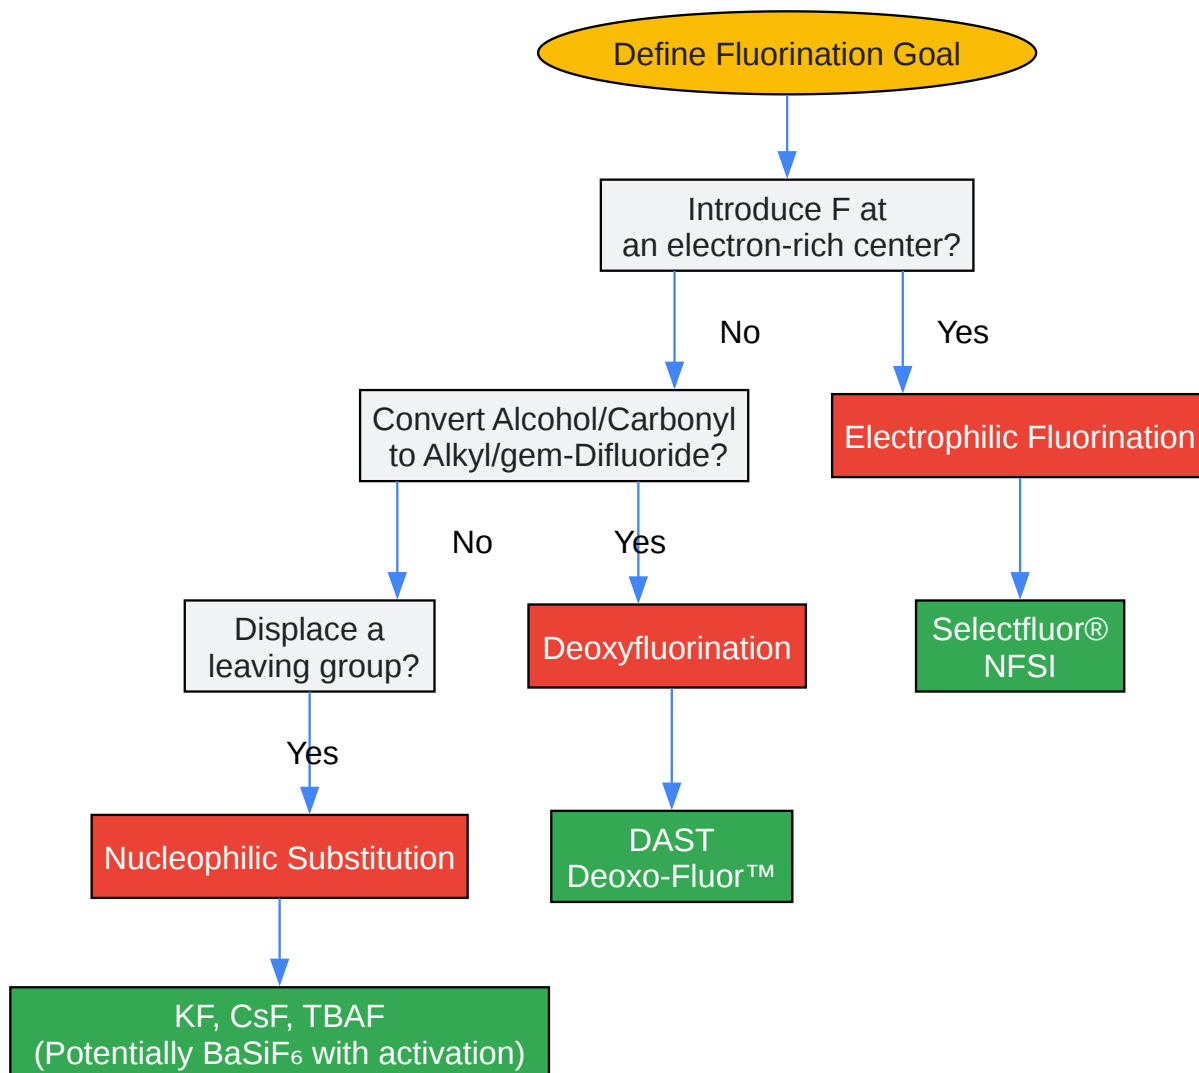 Define Fluorination Goal
Introduce F at
an electron-rich center?
No
Yes
Convert Alcohol/Carbonyl
to Alkyl/gem-Difluoride?
Electrophilic Fluorination
No
Yes
Displace a
leaving group?
Deoxyfluorination
Selectfluor®
NFSI
Yes
Nucleophilic Substitution
DAST
Deoxo-Fluor™
KF, CsF, TBAF
(Potentially BaSiF₆ with activation)